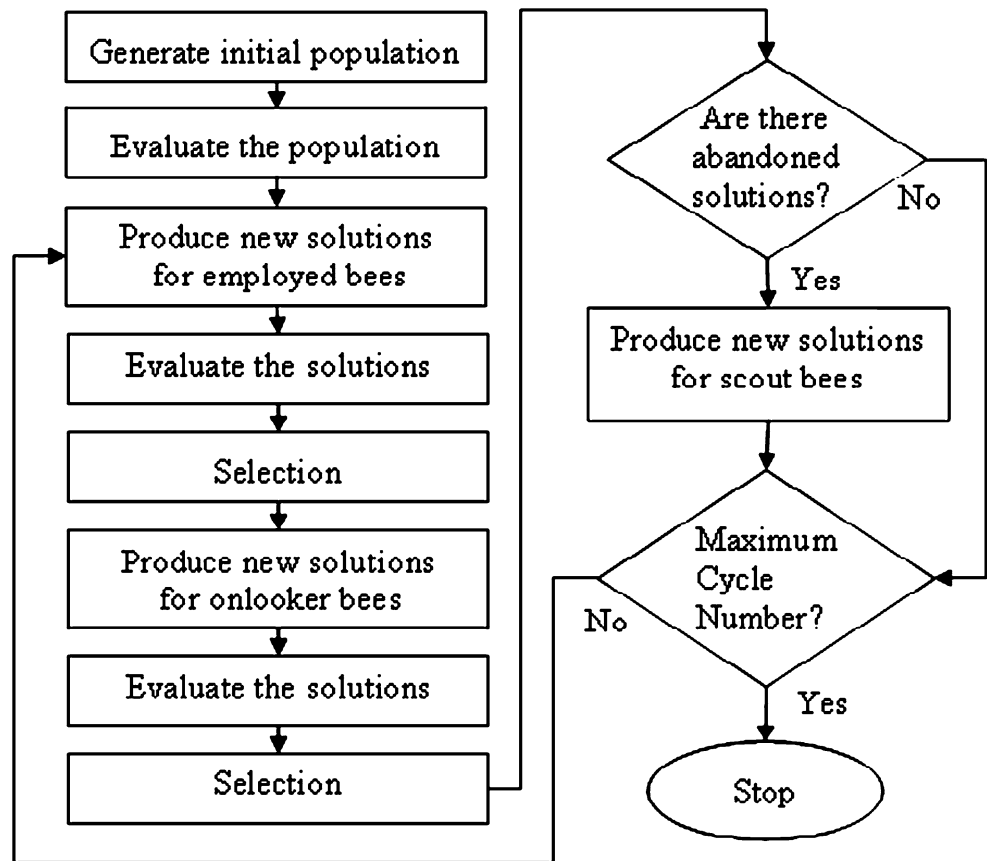 Generate initial population
Evaluate the population
Produce new solutions
for employed bees
Evaluate the solutions
Selection
Produce new solutions
for onlooker bees
Evaluate the solutions
Selection
Are there
abandoned
solutions?
No
Yes
Produce new solutions
for scout bees
Maximum
Cycle
Number?
No
Yes
Stop